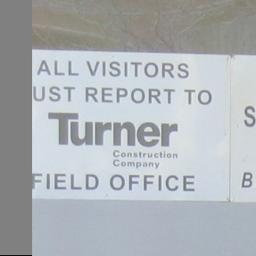 ALL VISITORS
UST REPORT TO
Turner
Construction
Company
FIELD OFFICE
S
B